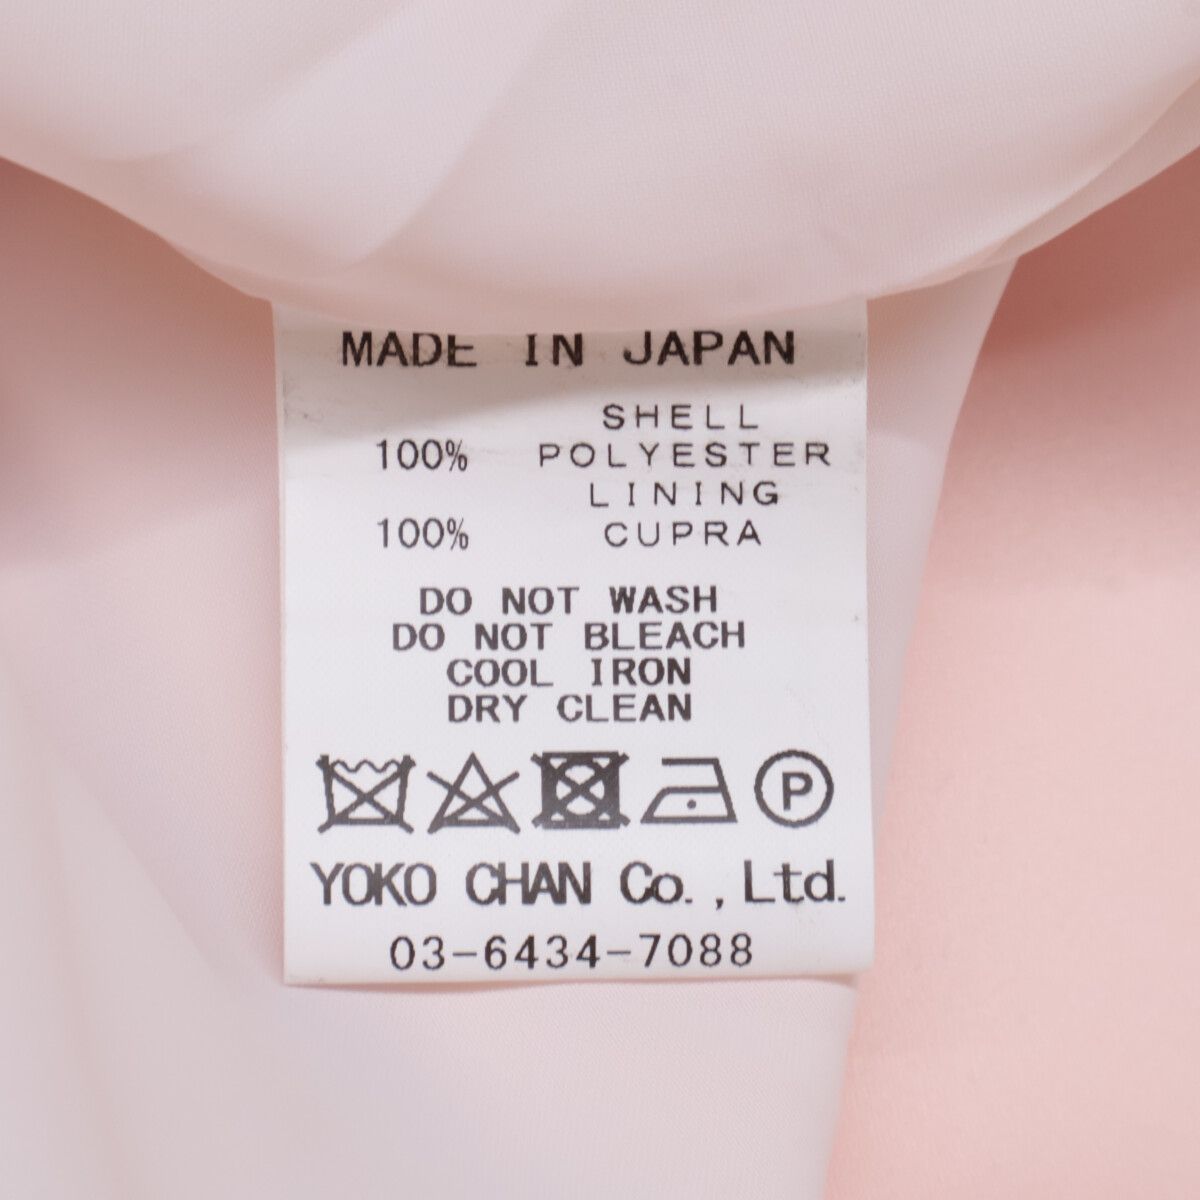 MADE IN JAPAN
SHELL
100% POLYESTER
LINING
100% CUPRA
DO NOT WASH
DO NOT BLEACH
COOL IRON
DRY CLEAN
P
YOKO CHAN Co., Ltd.
03-6434-7088